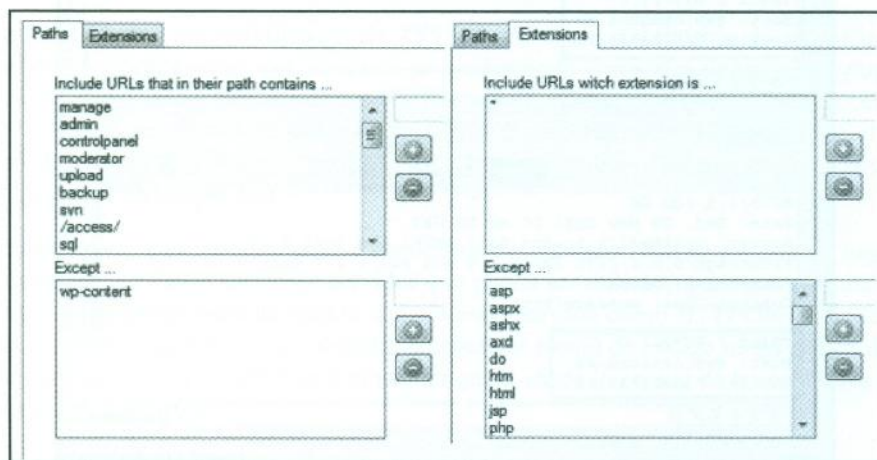 Paths Extensions
Include URLs that in their path contains ...
manage
admin
controlpanel
moderator
upload
backup
svn
/access/
sql
Except ...
wp-content
Paths Extensions
Include URLs witch extension is ...
*
Except ...
asp
aspx
ashx
axd
do
htm
html
jsp
php